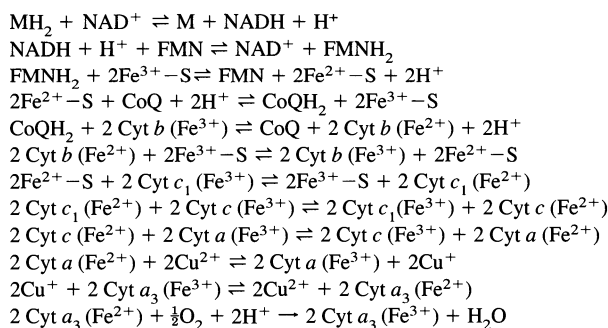 MH₂ + NAD⁺ ⇌ M + NADH + H⁺
NADH + H⁺ + FMN ⇌ NAD⁺ + FMNH₂
FMNH₂ + 2Fe³⁺–S ⇌ FMN + 2Fe²⁺–S + 2H⁺
2Fe²⁺–S + CoQ + 2H⁺ ⇌ CoQH₂ + 2Fe³⁺–S
CoQH₂ + 2 Cyt b (Fe³⁺) ⇌ CoQ + 2 Cyt b (Fe²⁺) + 2H⁺
2 Cyt b (Fe²⁺) + 2Fe³⁺–S ⇌ 2 Cyt b (Fe³⁺) + 2Fe²⁺–S
2Fe²⁺–S + 2 Cyt c₁ (Fe³⁺) ⇌ 2Fe³⁺–S + 2 Cyt c₁ (Fe²⁺)
2 Cyt c₁ (Fe²⁺) + 2 Cyt c (Fe³⁺) ⇌ 2 Cyt c₁(Fe³⁺) + 2 Cyt c (Fe²⁺)
2 Cyt c (Fe²⁺) + 2 Cyt a (Fe³⁺) ⇌ 2 Cyt c (Fe³⁺) + 2 Cyt a (Fe²⁺)
2 Cyt a (Fe²⁺) + 2Cu²⁺ ⇌ 2 Cyt a (Fe³⁺) + 2Cu⁺
2Cu⁺ + 2 Cyt a₃ (Fe³⁺) ⇌ 2Cu²⁺ + 2 Cyt a₃ (Fe²⁺)
2 Cyt a₃ (Fe²⁺) + ½O₂ + 2H⁺ → 2 Cyt a₃ (Fe³⁺) + H₂O